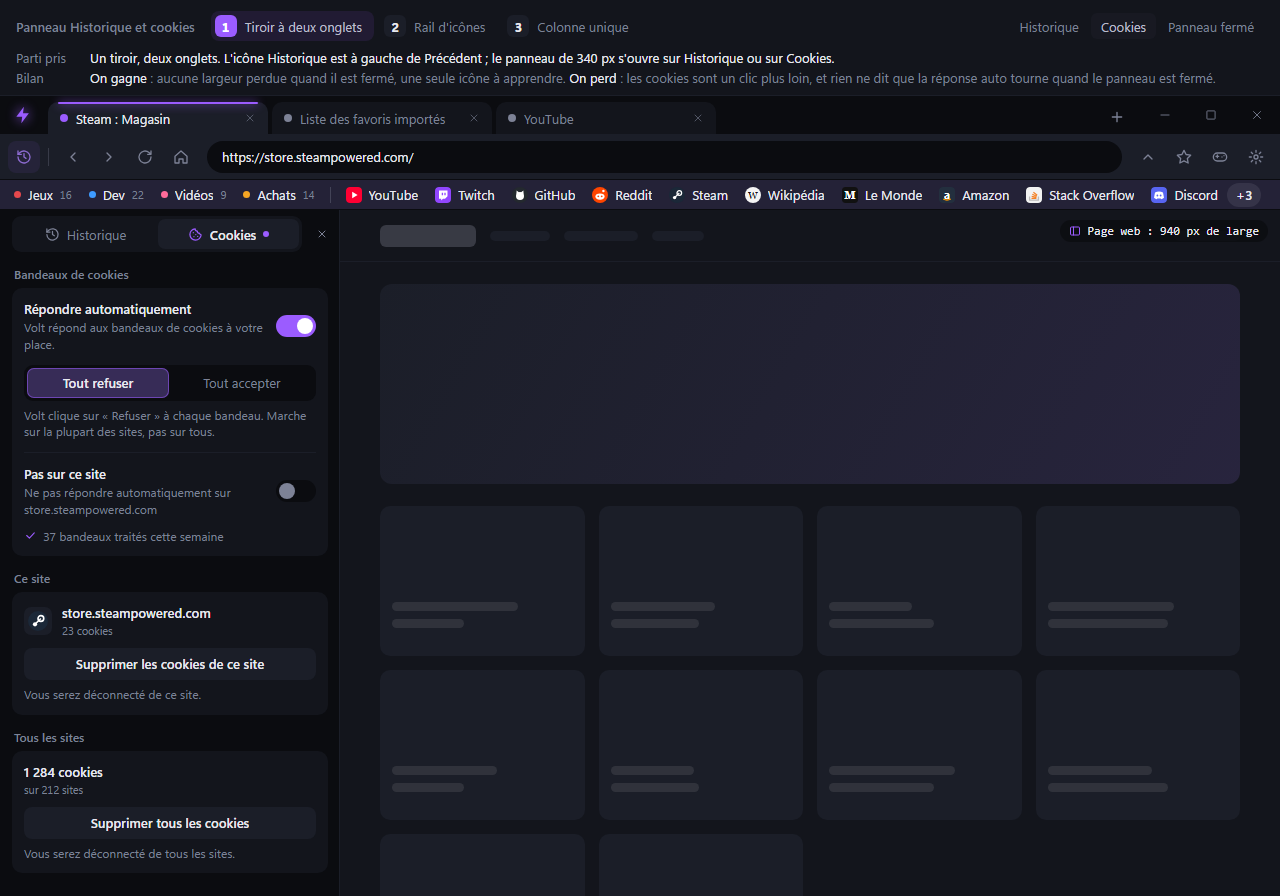 Panneau Historique et cookies 1 Tiroir à deux onglets 2 Rail d'icônes 3 Colonne unique Historique Cookies Panneau fermé
Parti pris Un tiroir, deux onglets. L'icône Historique est à gauche de Précédent ; le panneau de 340 px s'ouvre sur Historique ou sur Cookies.
Bilan On gagne : aucune largeur perdue quand il est fermé, une seule icône à apprendre. On perd : les cookies sont un clic plus loin, et rien ne dit que la réponse auto tourne quand le panneau est fermé.
Steam : Magasin Liste des favoris importés YouTube
https://store.steampowered.com/
Jeux 16 Dev 22 Vidéos 9 Achats 14 YouTube Twitch GitHub Reddit Steam W Wikipédia M Le Monde a Amazon Stack Overflow Discord +3
Historique Cookies
Page web : 940 px de large
Bandeaux de cookies
Répondre automatiquement
Volt répond aux bandeaux de cookies à votre
place.
Tout refuser Tout accepter
Volt clique sur « Refuser » à chaque bandeau. Marche
sur la plupart des sites, pas sur tous.
Pas sur ce site
Ne pas répondre automatiquement sur
store.steampowered.com
37 bandeaux traités cette semaine
Ce site
store.steampowered.com
23 cookies
Supprimer les cookies de ce site
Vous serez déconnecté de ce site.
Tous les sites
1 284 cookies
sur 212 sites
Supprimer tous les cookies
Vous serez déconnecté de tous les sites.